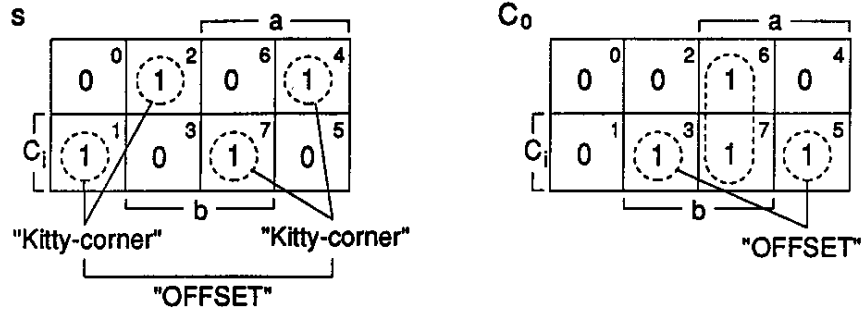 s a
0 0 1 2 0 6 1 4
Ci 1 1 0 3 1 7 0 5
b
"Kitty-corner" "Kitty-corner"
"OFFSET"
Co a
0 0 0 2 1 6 0 4
Ci 0 1 1 3 1 7 1 5
b
"OFFSET"